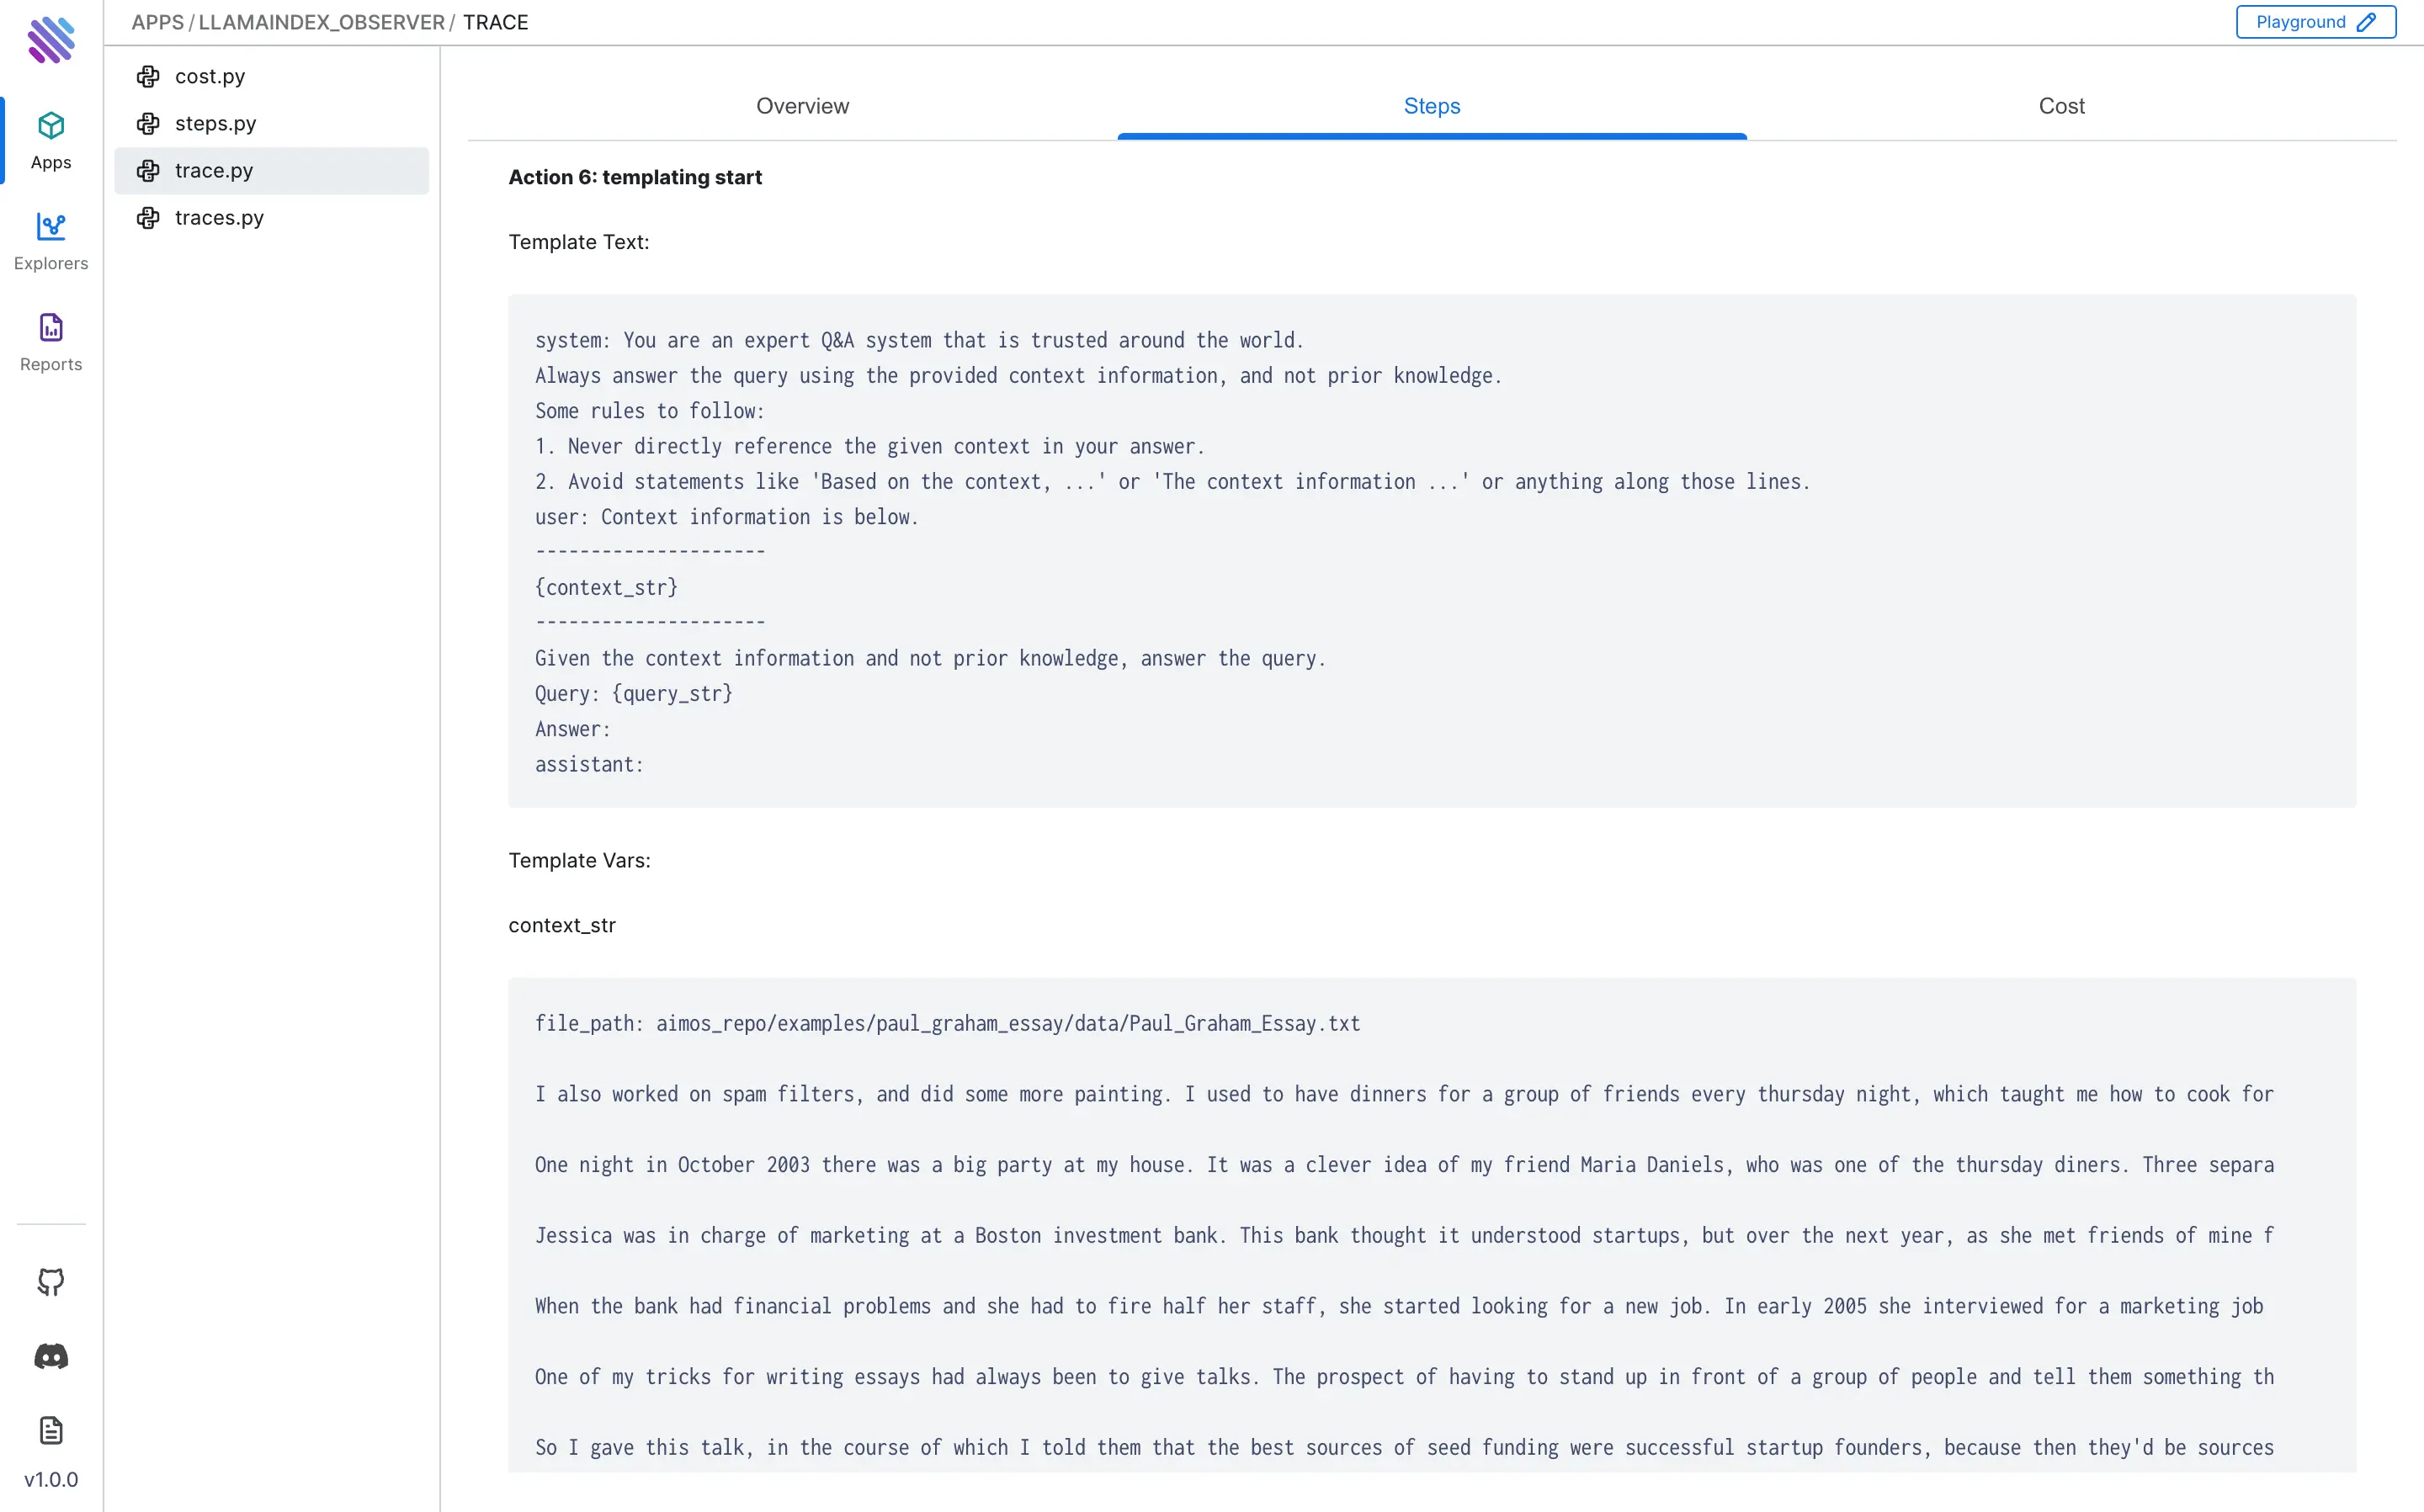 APPS / LLAMAINDEX_OBSERVER / TRACE
Playground
Apps
Explorers
Reports
v1.0.0
cost.py
steps.py
trace.py
traces.py
Overview
Steps
Cost
Action 6: templating start
Template Text:
system: You are an expert Q&A system that is trusted around the world.
Always answer the query using the provided context information, and not prior knowledge.
Some rules to follow:
1. Never directly reference the given context in your answer.
2. Avoid statements like 'Based on the context, ...' or 'The context information ...' or anything along those lines.
user: Context information is below.
---------------------
{context_str}
---------------------
Given the context information and not prior knowledge, answer the query.
Query: {query_str}
Answer:
assistant:
Template Vars:
context_str
file_path: aimos_repo/examples/paul_graham_essay/data/Paul_Graham_Essay.txt
I also worked on spam filters, and did some more painting. I used to have dinners for a group of friends every thursday night, which taught me how to cook for
One night in October 2003 there was a big party at my house. It was a clever idea of my friend Maria Daniels, who was one of the thursday diners. Three separa
Jessica was in charge of marketing at a Boston investment bank. This bank thought it understood startups, but over the next year, as she met friends of mine f
When the bank had financial problems and she had to fire half her staff, she started looking for a new job. In early 2005 she interviewed for a marketing job
One of my tricks for writing essays had always been to give talks. The prospect of having to stand up in front of a group of people and tell them something th
So I gave this talk, in the course of which I told them that the best sources of seed funding were successful startup founders, because then they'd be sources